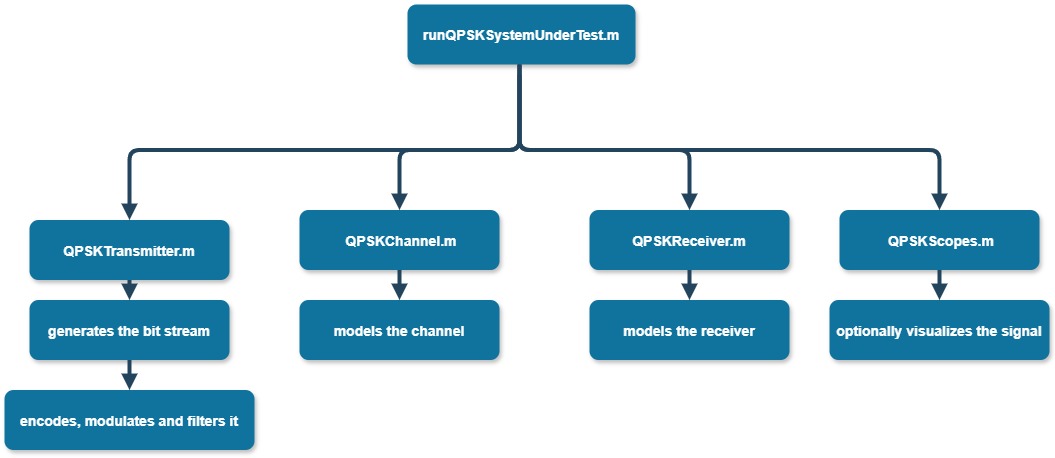 runQPSKSystemUnderTest.m
QPSKTransmitter.m
QPSKChannel.m
QPSKReceiver.m
QPSKScopes.m
generates the bit stream
models the channel
models the receiver
optionally visualizes the signal
encodes, modulates and filters it